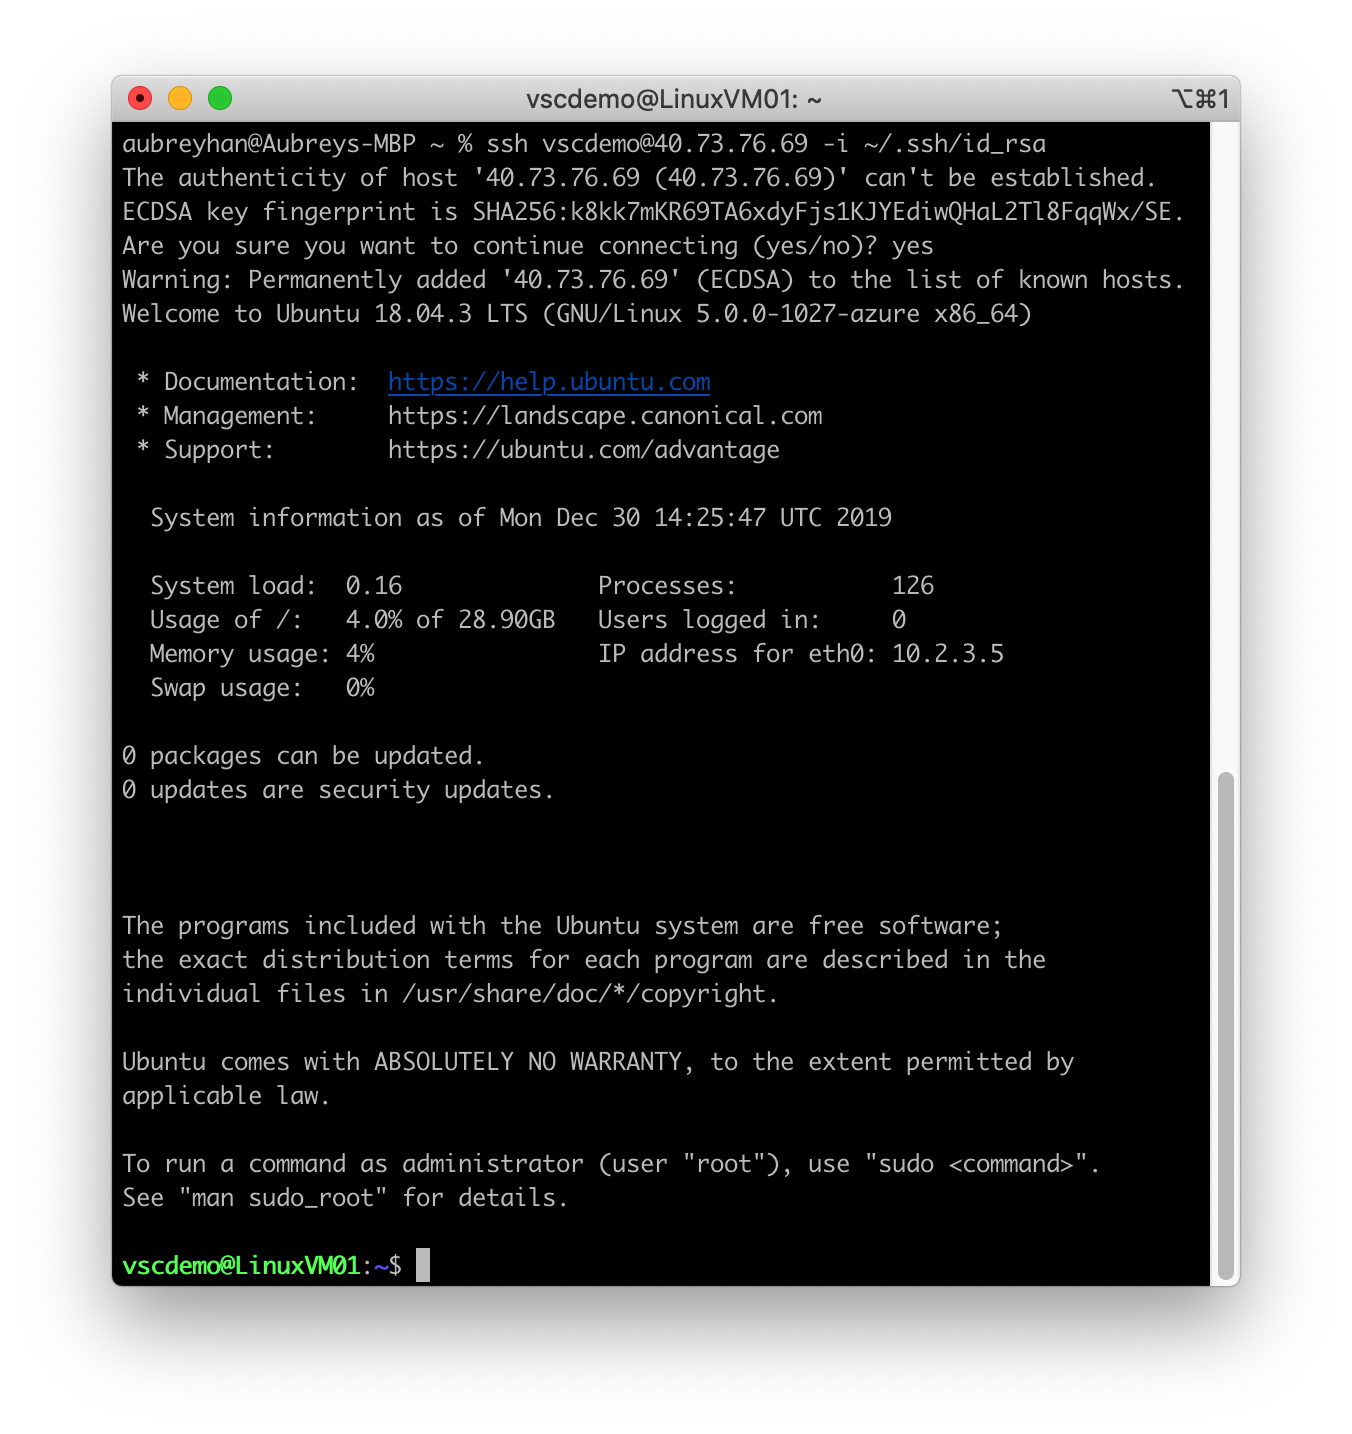 vscdemo@LinuxVM01: ~
⌥⌘1
aubreyhan@Aubreys-MBP ~ % ssh vscdemo@40.73.76.69 -i ~/.ssh/id_rsa
The authenticity of host '40.73.76.69 (40.73.76.69)' can't be established.
ECDSA key fingerprint is SHA256:k8kk7mKR69TA6xdyFjs1KJYEdiwQHaL2Tl8FqqWx/SE.
Are you sure you want to continue connecting (yes/no)? yes
Warning: Permanently added '40.73.76.69' (ECDSA) to the list of known hosts.
Welcome to Ubuntu 18.04.3 LTS (GNU/Linux 5.0.0-1027-azure x86_64)
* Documentation:  https://help.ubuntu.com
* Management:     https://landscape.canonical.com
* Support:        https://ubuntu.com/advantage
System information as of Mon Dec 30 14:25:47 UTC 2019
System load:  0.16              Processes:           126
Usage of /:   4.0% of 28.90GB   Users logged in:     0
Memory usage: 4%                IP address for eth0: 10.2.3.5
Swap usage:   0%
0 packages can be updated.
0 updates are security updates.
The programs included with the Ubuntu system are free software;
the exact distribution terms for each program are described in the
individual files in /usr/share/doc/*/copyright.
Ubuntu comes with ABSOLUTELY NO WARRANTY, to the extent permitted by
applicable law.
To run a command as administrator (user "root"), use "sudo <command>".
See "man sudo_root" for details.
vscdemo@LinuxVM01:~$